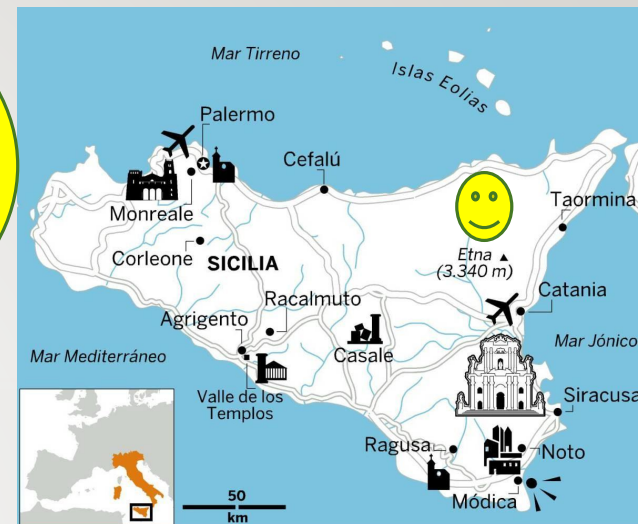 Mar Tirreno
Islas Eolias
Palermo
Cefalú
Monreale
Taormina
Corleone
SICILIA
Etna
(3.340 m)
Racalmuto
Catania
Agrigento
Casale
Mar Jónico
Mar Mediterráneo
Valle de los
Templos
Siracusa
Ragusa
Noto
Módica
50
km